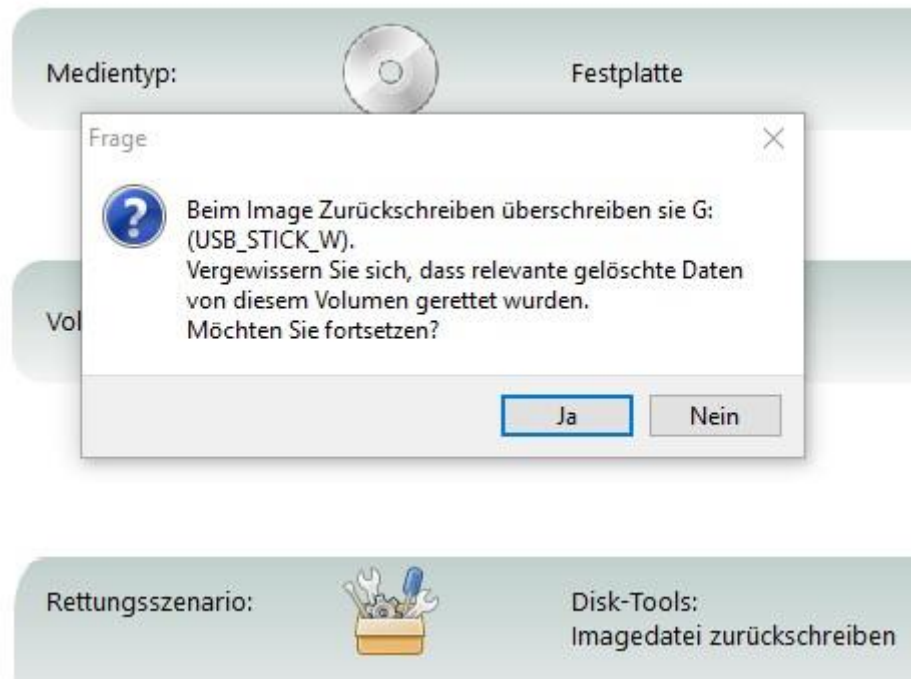 Medientyp:
Festplatte
Frage
Beim Image Zurückschreiben überschreiben sie G:
(USB_STICK_W).
Vergewissern Sie sich, dass relevante gelöschte Daten
von diesem Volumen gerettet wurden.
Möchten Sie fortsetzen?
Vol
Ja
Nein
Rettungsszenario:
Disk-Tools:
Imagedatei zurückschreiben